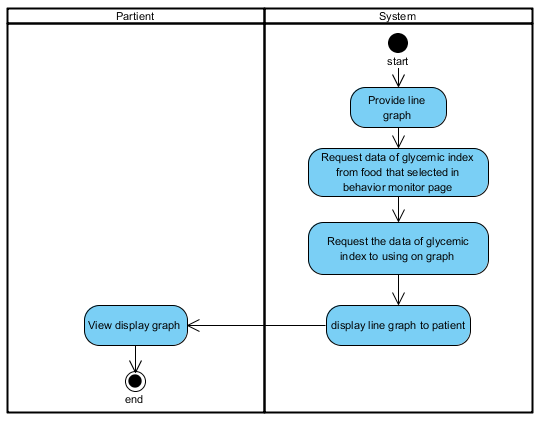 Partient
System
start
Provide line
graph
Request data of glycemic index
from food that selected in
behavior monitor page
Request the data of glycemic
index to using on graph
display line graph to patient
View display graph
end